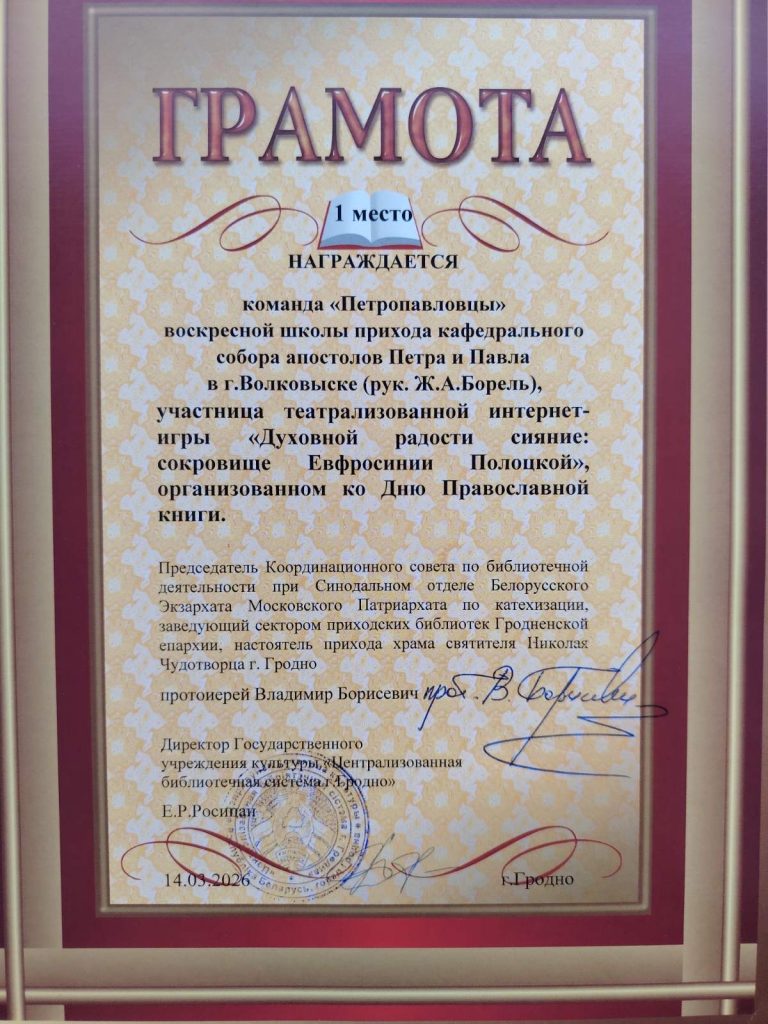 ГРАМОТА
1 место
НАГРАЖДАЕТСЯ
команда «Петропавловцы»
воскресной школы прихода кафедрального
собора апостолов Петра и Павла
в г.Волковыске (рук. Ж.А.Борель),
участница театрализованной интернет-
игры «Духовной радости сияние:
сокровище Евфросинии Полоцкой»,
организованном ко Дню Православной
книги.
Председатель Координационного совета по библиотечной
деятельности при Синодальном отделе Белорусского
Экзархата Московского Патриархата по катехизации,
заведующий сектором приходских библиотек Гродненской
епархии, настоятель прихода храма святителя Николая
Чудотворца г. Гродно
протоиерей Владимир Борисевич прот. В. Борисевич
Директор Государственного
учреждения культуры «Централизованная
библиотечная система г.Гродно»
Е.Р.Росицан
14.03.2026
г.Гродно